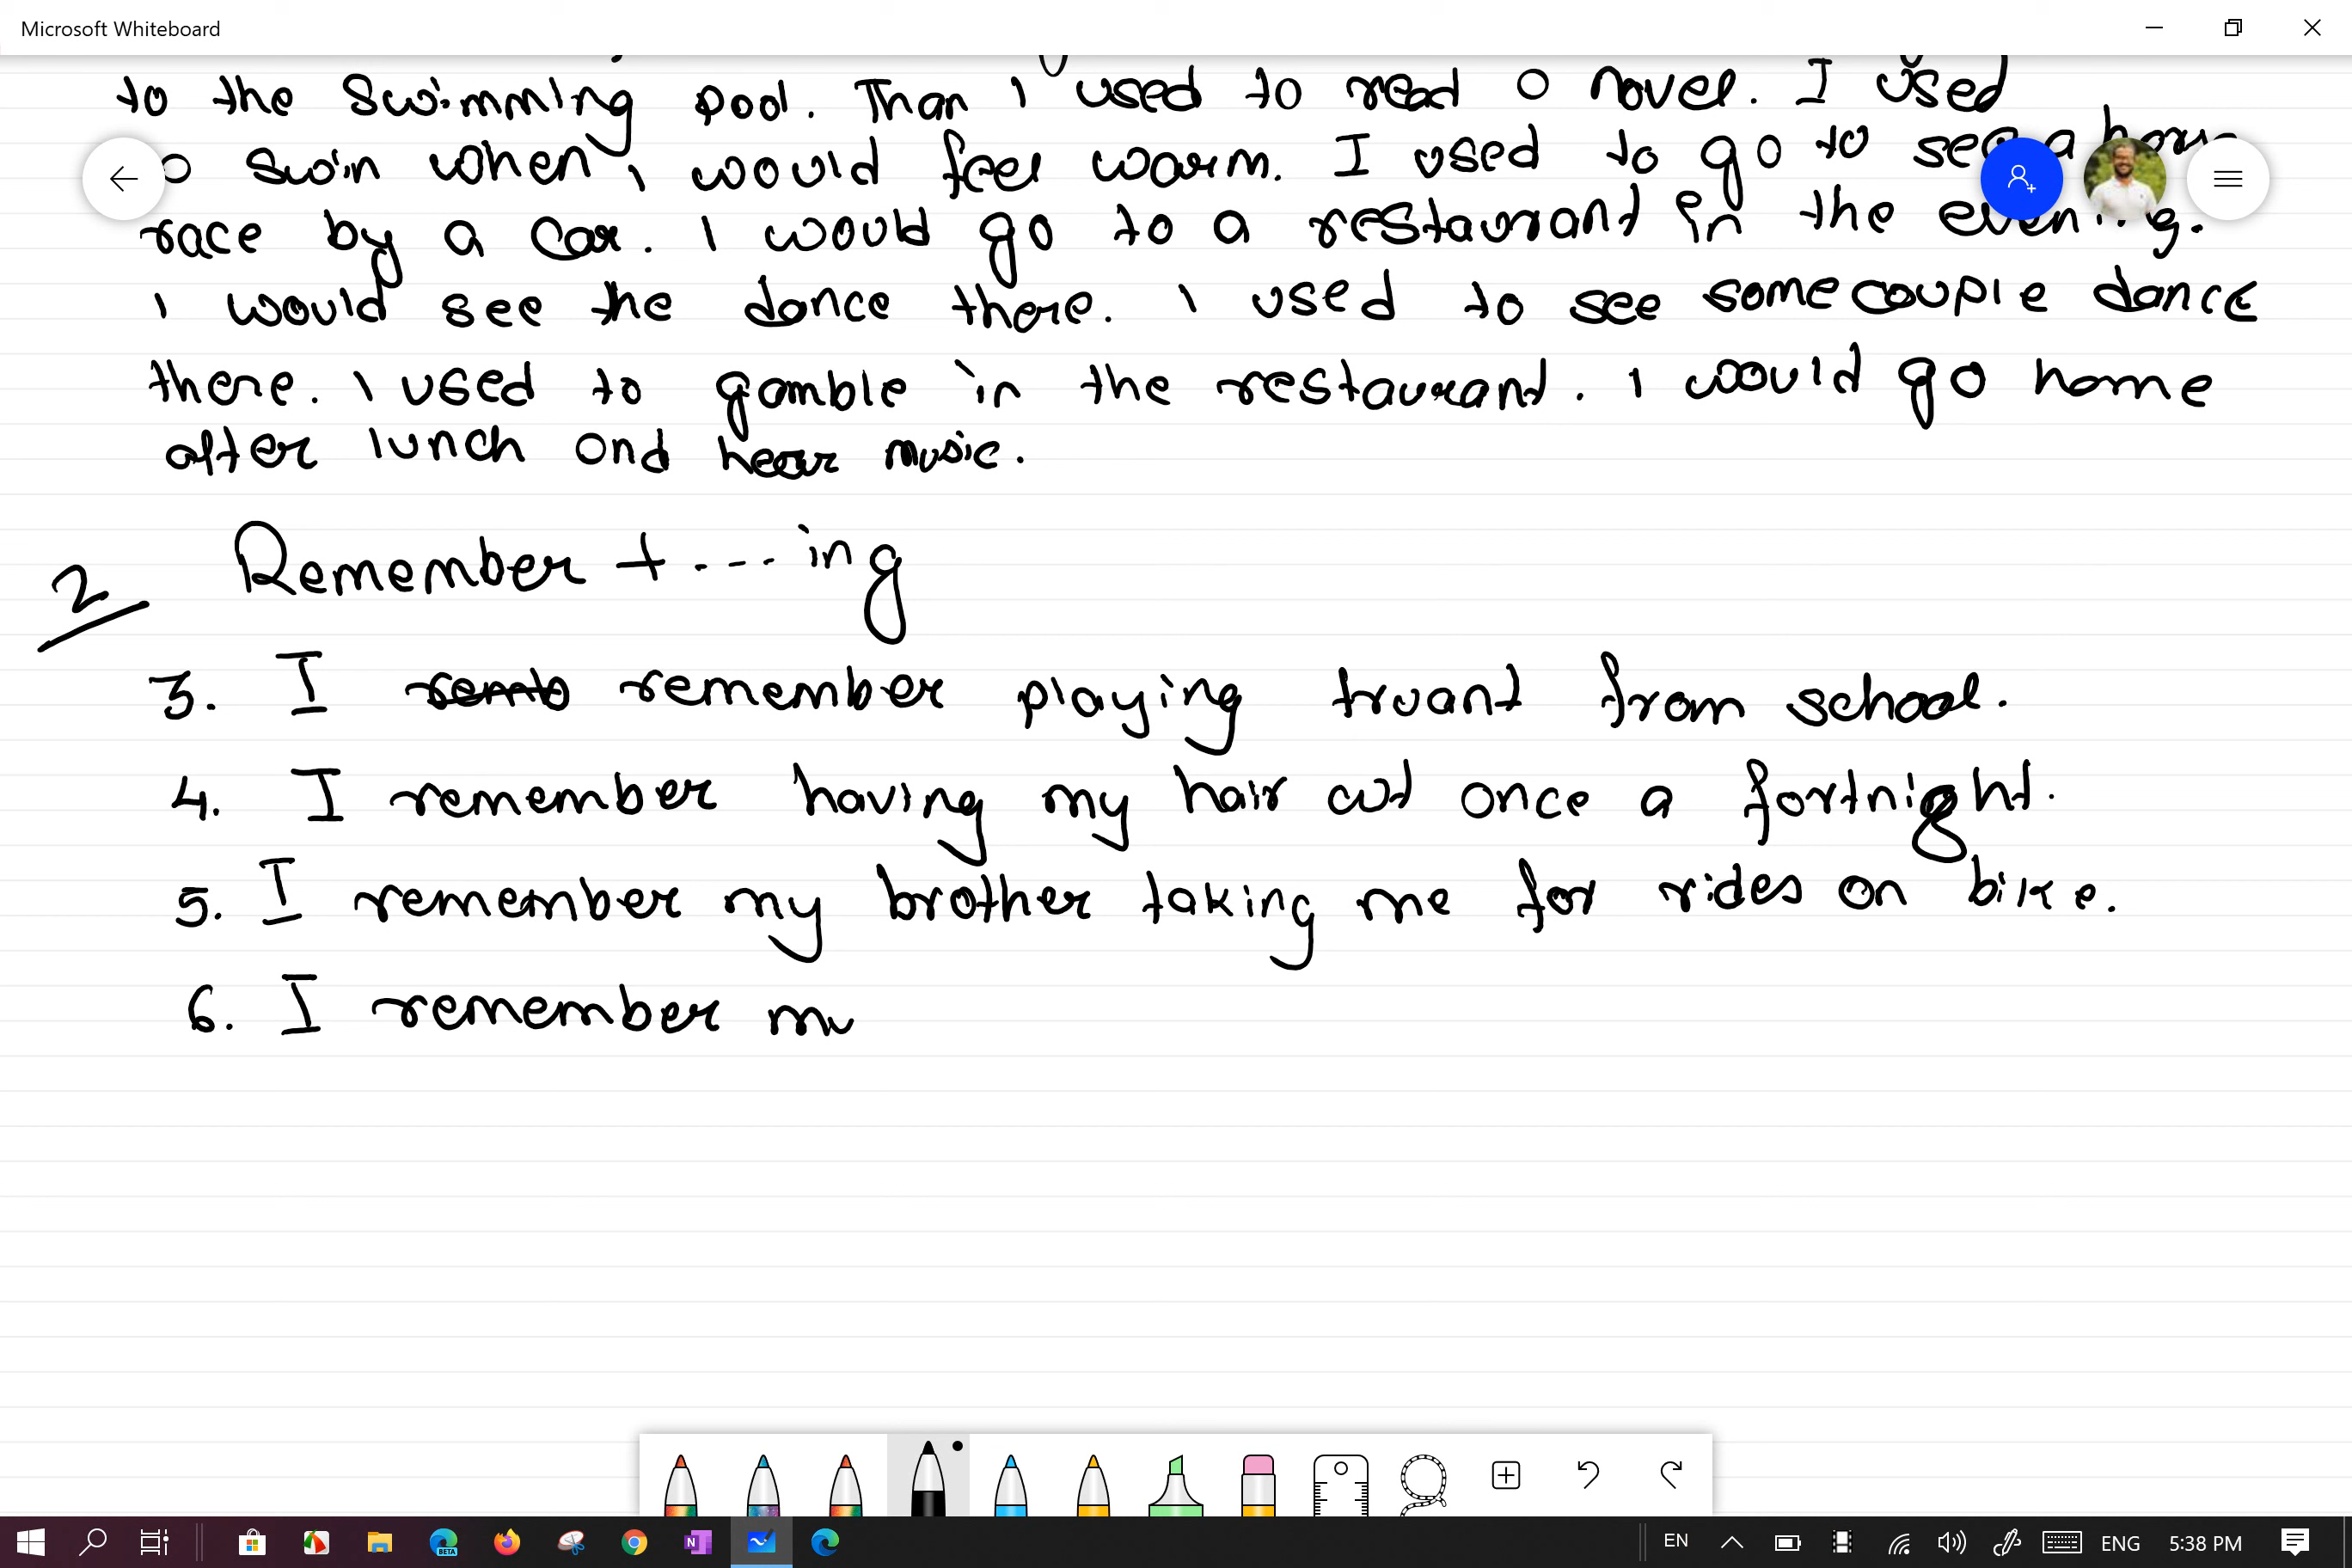 Microsoft Whiteboard
to the Swimming pool. Than I used to read a novel. I used
o Swim when I would feel warm. I used to go to see a
race by a car. I would go to a restaurant in the evening.
I would see the dance there. I used to see some couple dance
there. I used to gamble in the restaurant. I would go home
after lunch and hear music.
2 Remember + .... ing
3. I remember playing truant from school.
4. I remember having my hair cut once a fortnight.
5. I remember my brother taking me for rides on bike.
6. I remember
BETA
N
EN ENG 5:38 PM